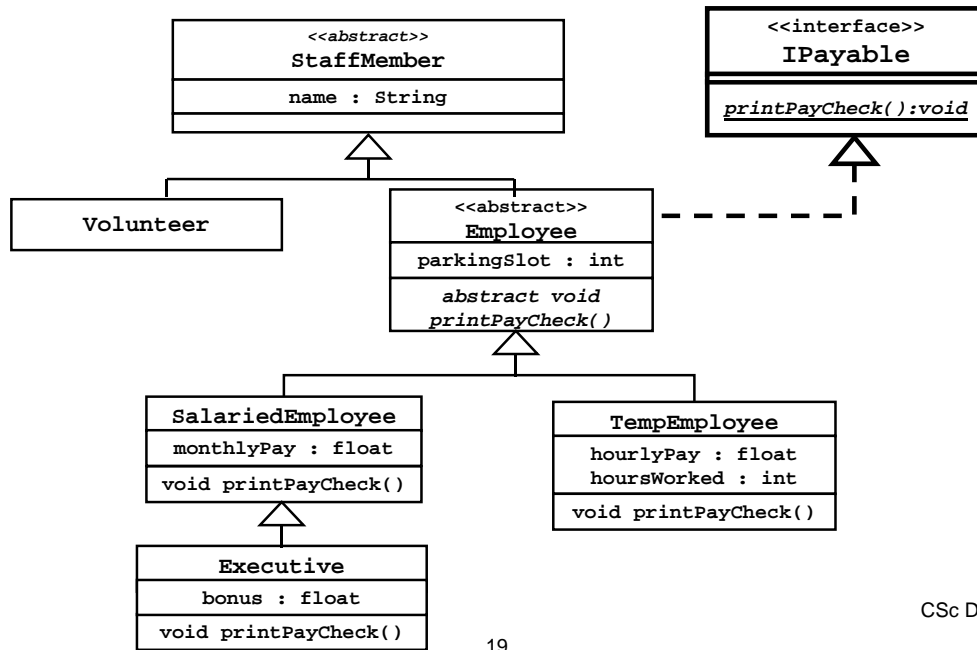 <<abstract>>
StaffMember
name : String
<<interface>>
IPayable
printPayCheck():void
Volunteer
<<abstract>>
Employee
parkingSlot : int
abstract void
printPayCheck()
SalariedEmployee
monthlyPay : float
void printPayCheck()
TempEmployee
hourlyPay : float
hoursWorked : int
void printPayCheck()
Executive
bonus : float
void printPayCheck()
19
CSc D